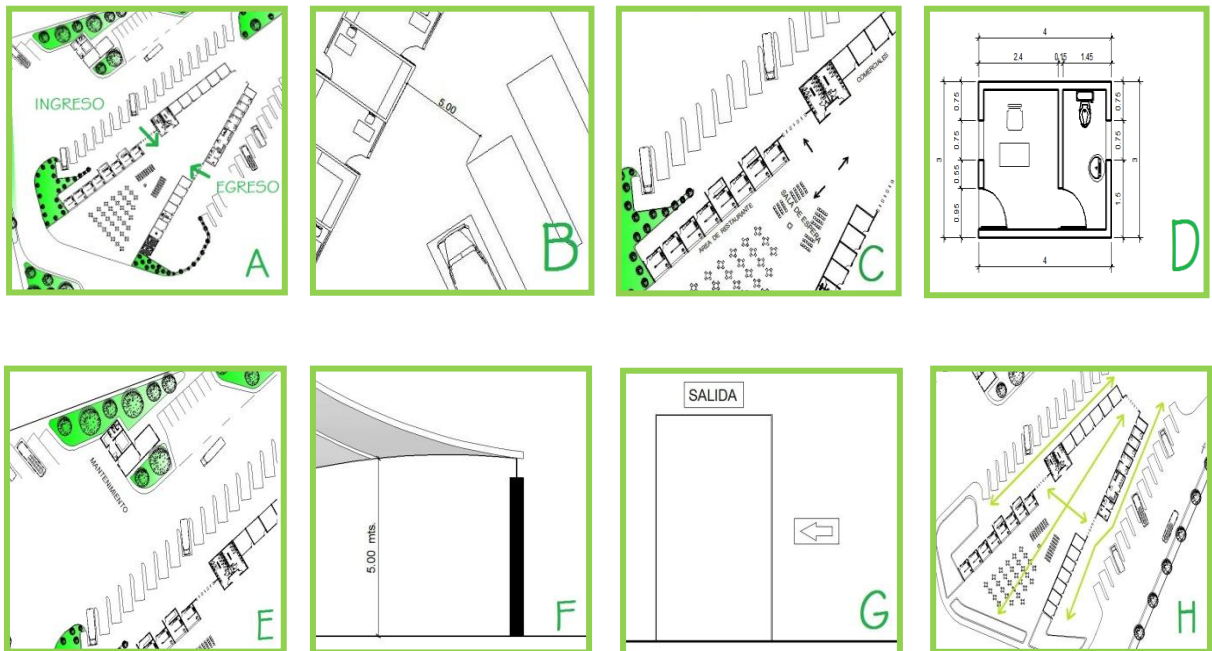 INGRESO
EGRESO
A
5.00
B
COMERCIALES
SALA DE ESPERA
AREA DE RESTAURANTE
C
4
2.4 0.15 1.45
0.75
0.75
0.55
0.95
3
0.75
0.75
1.5
3
4
D
MANTENIMIENTO
E
5.00 mts.
F
SALIDA
G
H